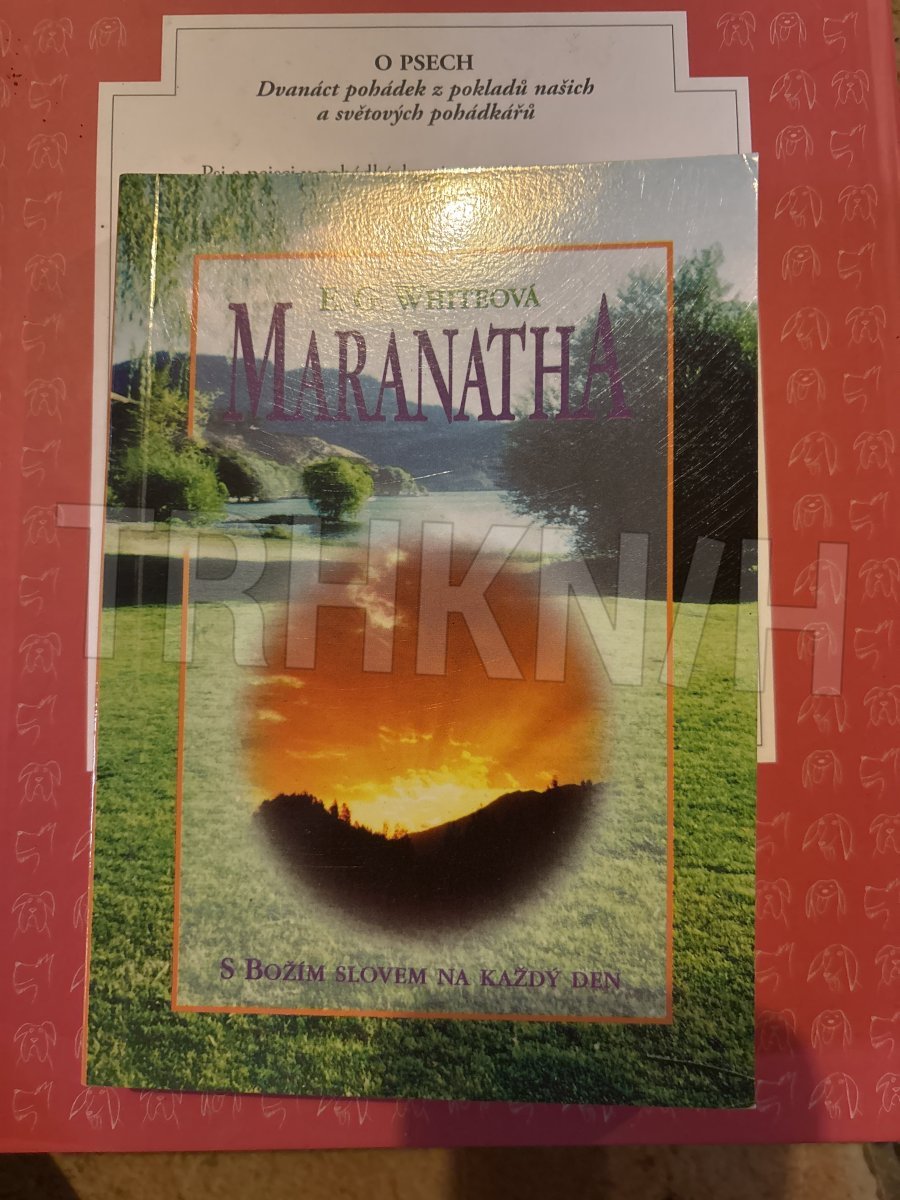 O PSECH
Dvanáct pohádek z pokladů našich
a světových pohádkářů
E. G. WHITEOVÁ
MARANATHA
TRHKNIH
S BOŽÍM SLOVEM NA KAŽDÝ DEN